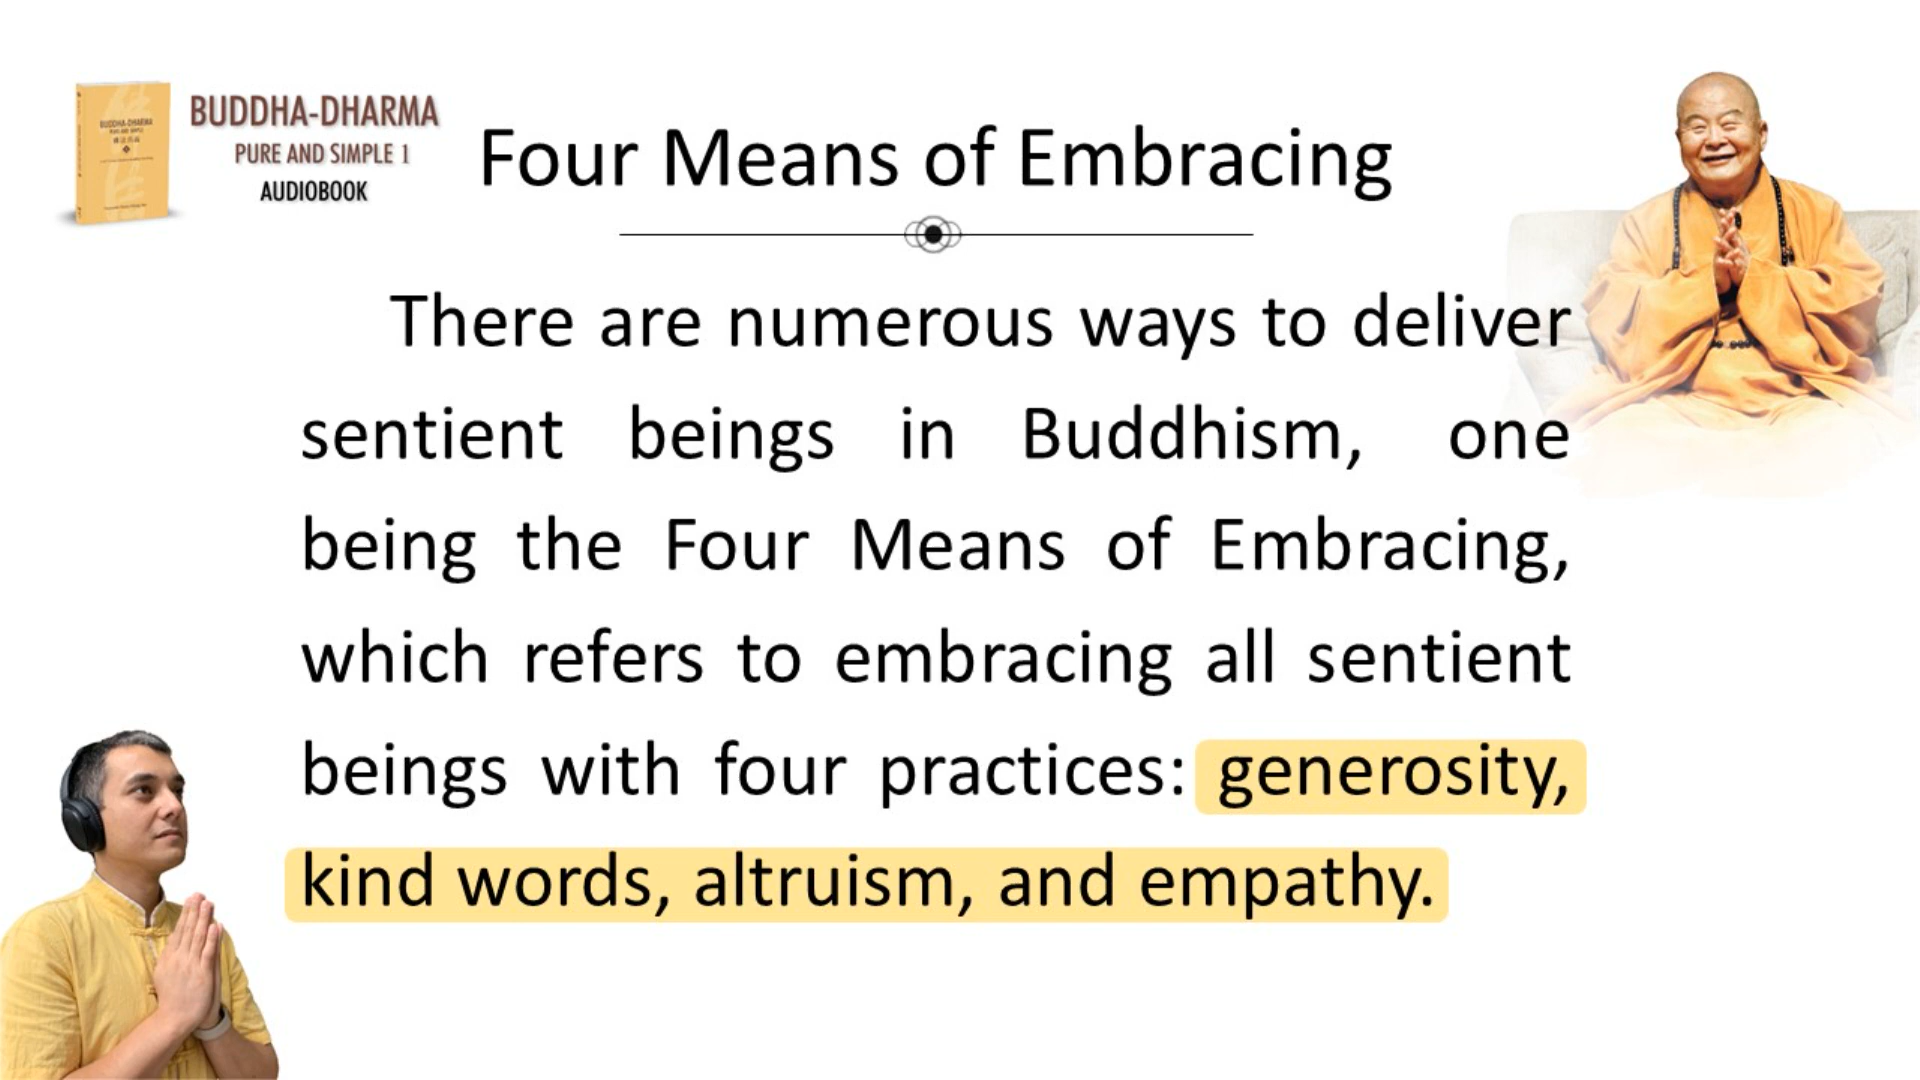 BUDDHA-DHARMA
PURE AND SIMPLE 1
AUDIOBOOK
BUDDHA-DHARMA
Four Means of Embracing
There are numerous ways to deliver
sentient beings in Buddhism, one
being the Four Means of Embracing,
which refers to embracing all sentient
beings with four practices: generosity,
kind words, altruism, and empathy.